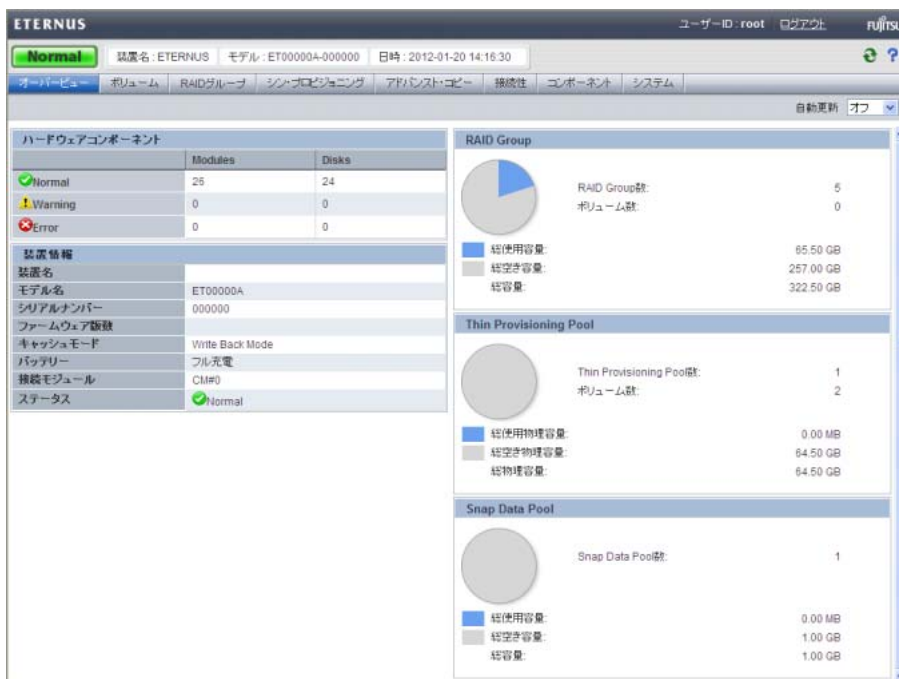 ETERNUS ユーザーID : root ログアウト FUJITSU
Normal 装置名 : ETERNUS モデル : ET00000A-000000 日時 : 2012-01-20 14:16:30
オーバービュー ボリューム RAIDグループ シン・プロビジョニング アドバンスト・コピー 接続性 コンポーネント システム
自動更新 オフ
ハードウェアコンポーネント
Modules Disks
Normal 26 24
Warning 0 0
Error 0 0
装置情報
装置名
モデル名 ET00000A
シリアルナンバー 000000
ファームウェア版数
キャッシュモード Write Back Mode
バッテリー フル充電
接続モジュール CM#0
ステータス Normal
RAID Group
RAID Group数: 5
ボリューム数: 0
総使用容量: 65.50 GB
総空き容量: 257.00 GB
総容量: 322.50 GB
Thin Provisioning Pool
Thin Provisioning Pool数: 1
ボリューム数: 2
総使用物理容量: 0.00 MB
総空き物理容量: 64.50 GB
総物理容量: 64.50 GB
Snap Data Pool
Snap Data Pool数: 1
総使用容量: 0.00 MB
総空き容量: 1.00 GB
総容量: 1.00 GB